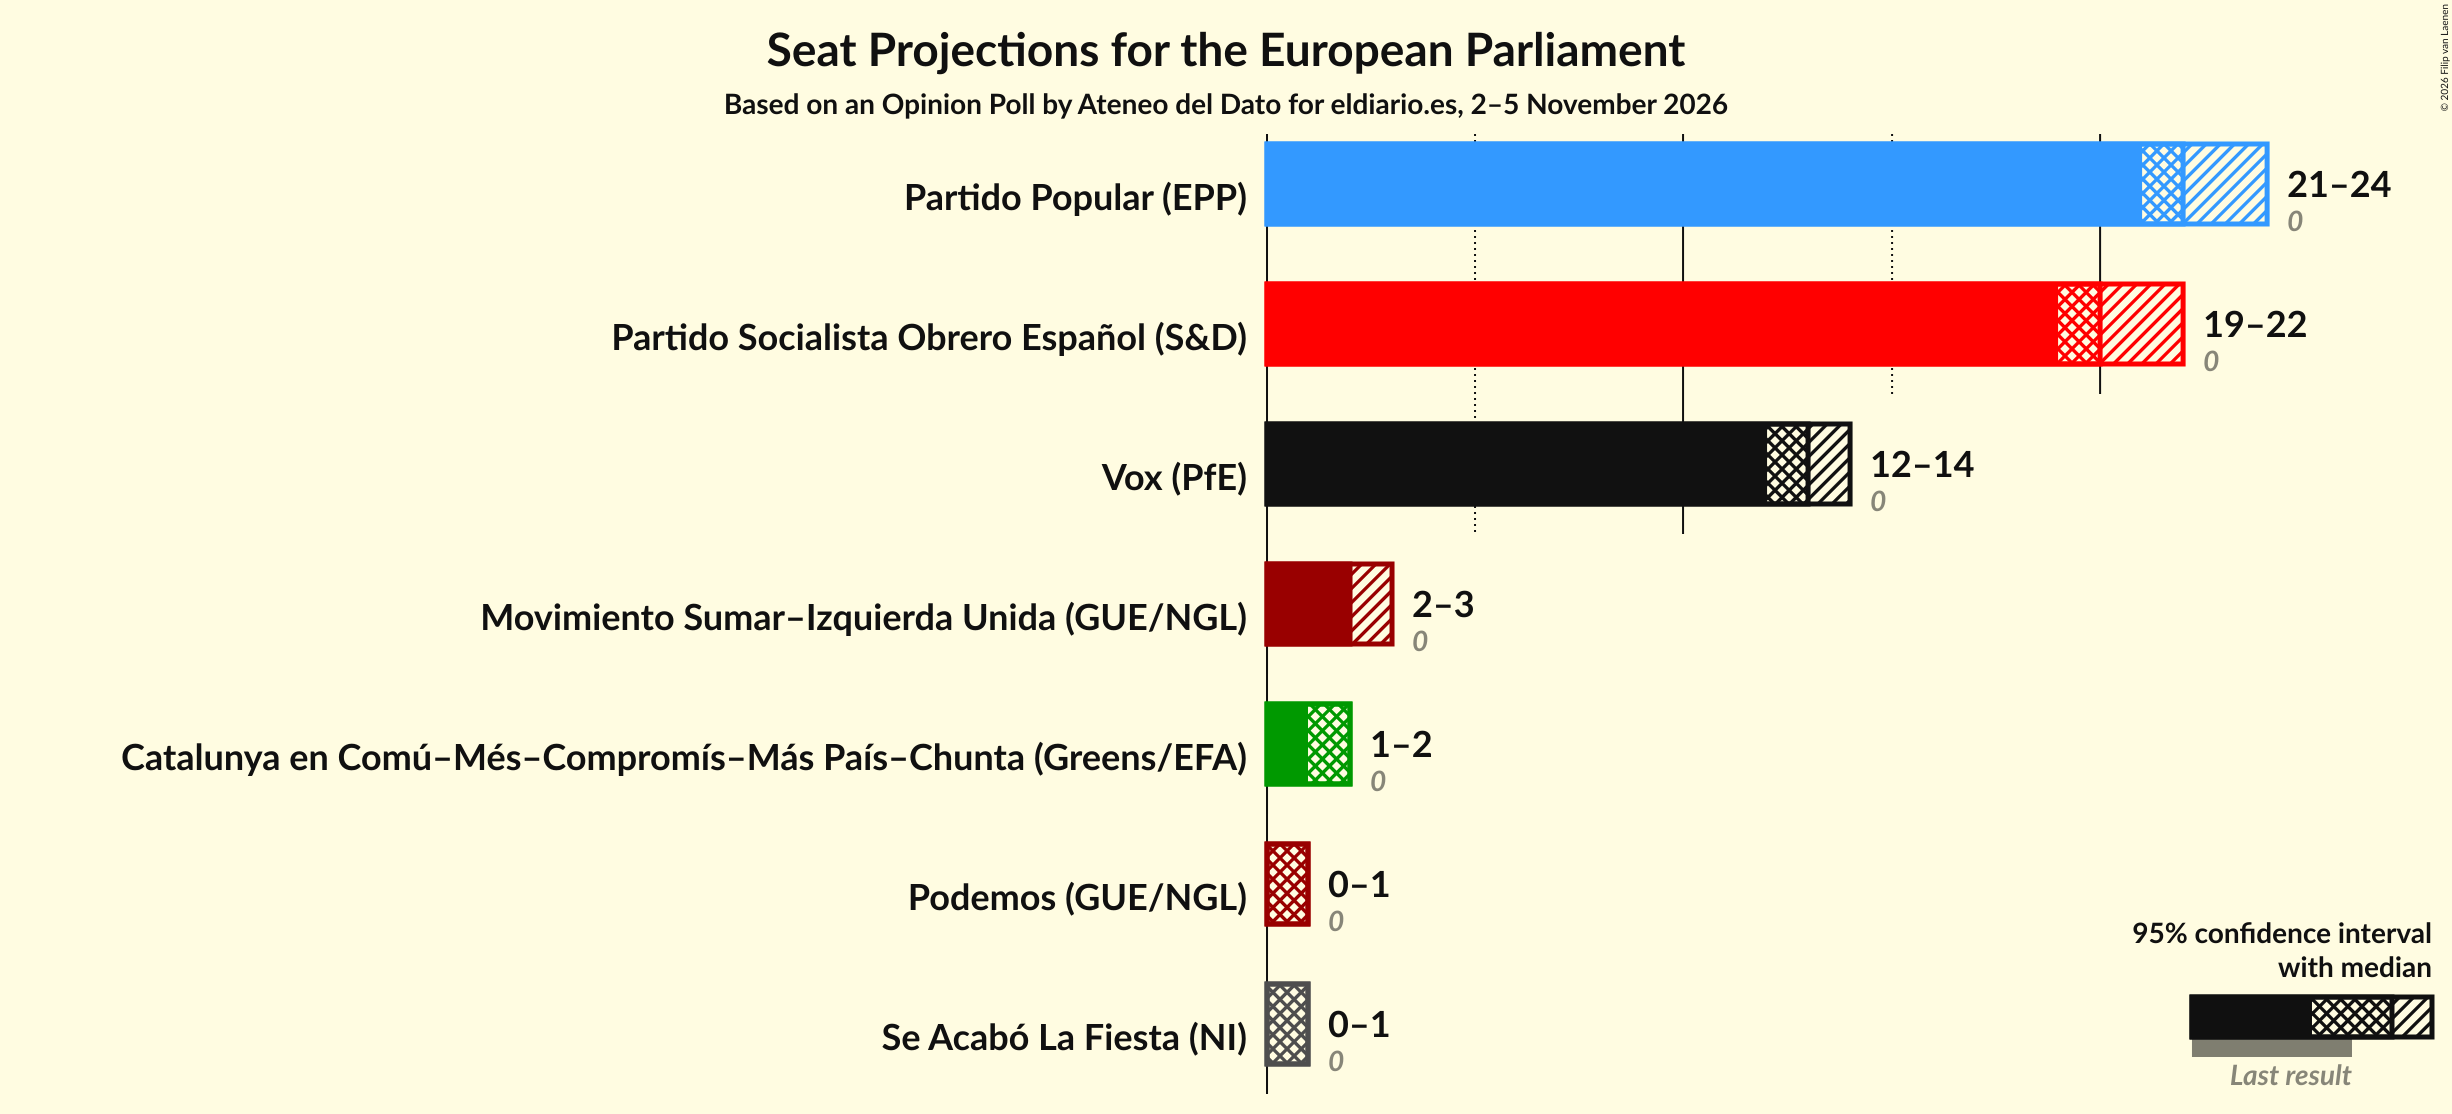 Seat Projections for the European Parliament
Based on an Opinion Poll by Ateneo del Dato for eldiario.es, 2–5 November 2026
© 2026 Filip van Laenen
Partido Popular (EPP)
21–24
0
Partido Socialista Obrero Español (S&D)
19–22
0
Vox (PfE)
12–14
0
Movimiento Sumar–Izquierda Unida (GUE/NGL)
2–3
0
Catalunya en Comú–Més–Compromís–Más País–Chunta (Greens/EFA)
1–2
0
Podemos (GUE/NGL)
0–1
0
Se Acabó La Fiesta (NI)
0–1
0
95% confidence interval
with median
Last result